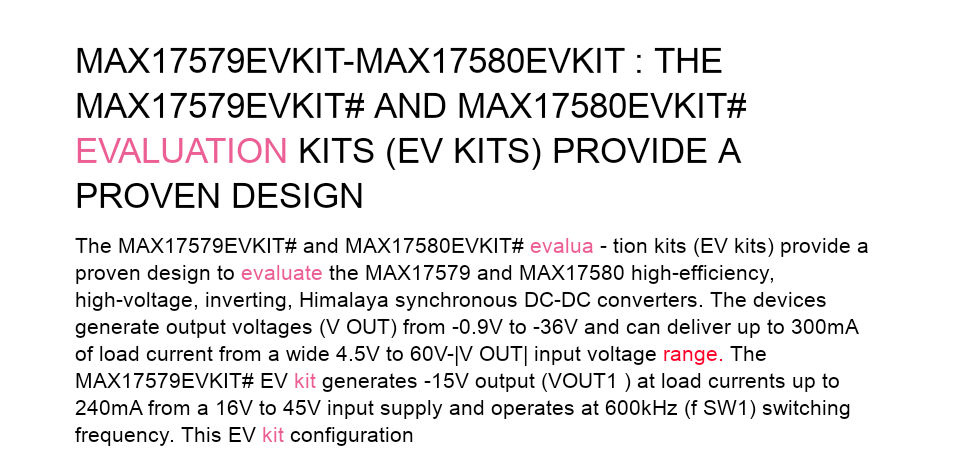 MAX17579EVKIT-MAX17580EVKIT : THE
MAX17579EVKIT# AND MAX17580EVKIT#
EVALUATION KITS (EV KITS) PROVIDE A
PROVEN DESIGN
The MAX17579EVKIT# and MAX17580EVKIT# evalua - tion kits (EV kits) provide a
proven design to evaluate the MAX17579 and MAX17580 high-efficiency,
high-voltage, inverting, Himalaya synchronous DC-DC converters. The devices
generate output voltages (V OUT) from -0.9V to -36V and can deliver up to 300mA
of load current from a wide 4.5V to 60V-|V OUT| input voltage range. The
MAX17579EVKIT# EV kit generates -15V output (VOUT1 ) at load currents up to
240mA from a 16V to 45V input supply and operates at 600kHz (f SW1) switching
frequency. This EV kit configuration